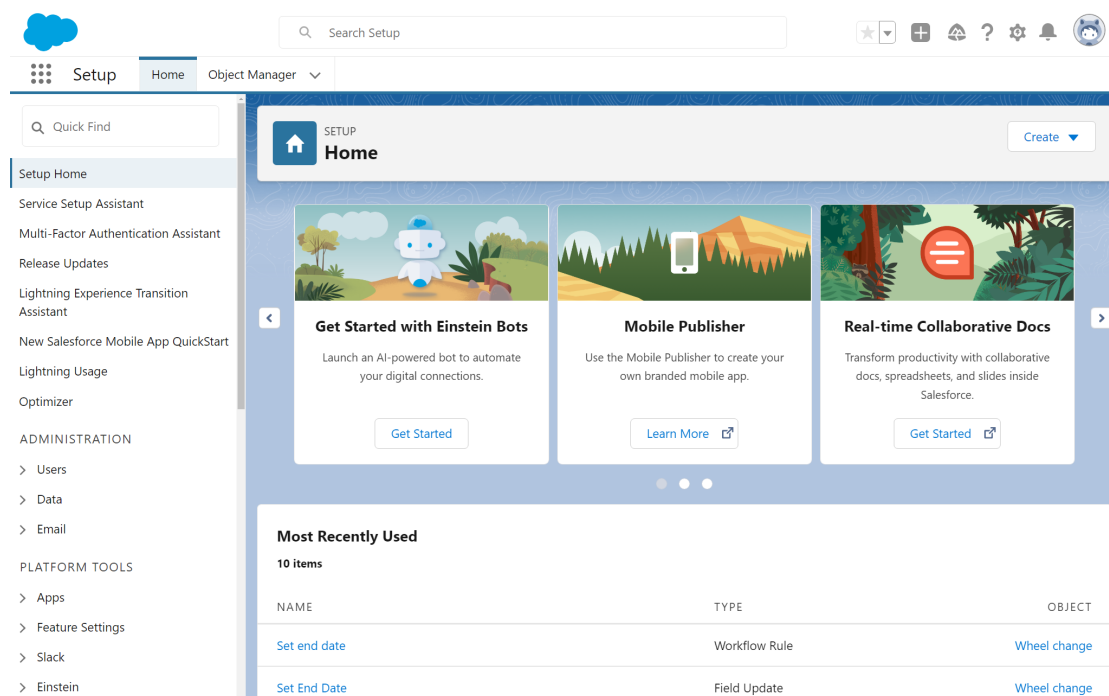 Search Setup
Setup
Home
Object Manager
Quick Find
Setup Home
Service Setup Assistant
Multi-Factor Authentication Assistant
Release Updates
Lightning Experience Transition
Assistant
New Salesforce Mobile App QuickStart
Lightning Usage
Optimizer
ADMINISTRATION
Users
Data
Email
PLATFORM TOOLS
Apps
Feature Settings
Slack
Einstein
SETUP
Home
Create
Get Started with Einstein Bots
Launch an AI-powered bot to automate
your digital connections.
Get Started
Mobile Publisher
Use the Mobile Publisher to create your
own branded mobile app.
Learn More
Real-time Collaborative Docs
Transform productivity with collaborative
docs, spreadsheets, and slides inside
Salesforce.
Get Started
Most Recently Used
10 items
NAME TYPE OBJECT
Set end date Workflow Rule Wheel change
Set End Date Field Update Wheel change